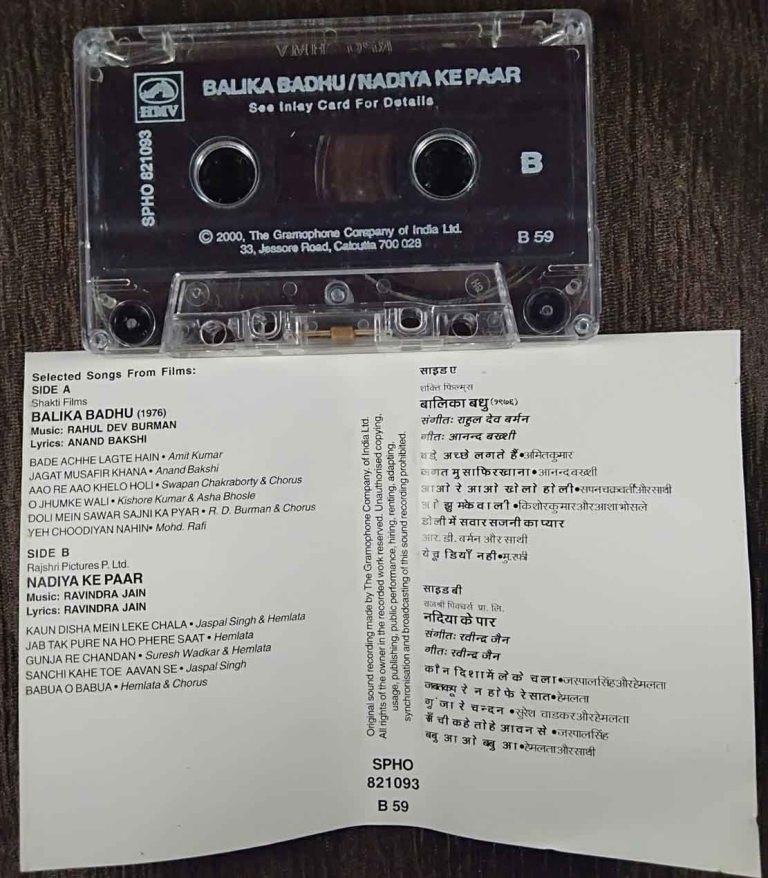 HMV
BALIKA BADHU/NADIYA KE PAAR
See Inlay Card For Details
SPHO 821093
B
© 2000, The Gramophone Company of India Ltd.
33, Jessore Road, Calcutta 700 028
B 59
Selected Songs From Films:
SIDE A
Shakti Films
BALIKA BADHU (1976)
Music: RAHUL DEV BURMAN
Lyrics: ANAND BAKSHI
BADE ACHHE LAGTE HAIN • Amit Kumar
JAGAT MUSAFIR KHANA • Anand Bakshi
AAO RE AAO KHELO HOLI • Swapan Chakraborty & Chorus
O JHUMKE WALI • Kishore Kumar & Asha Bhosle
DOLI MEIN SAWAR SAJNI KA PYAR • R. D. Burman & Chorus
YEH CHOODIYAN NAHIN • Mohd. Rafi
SIDE B
Rajshri Pictures P. Ltd.
NADIYA KE PAAR
Music: RAVINDRA JAIN
Lyrics: RAVINDRA JAIN
KAUN DISHA MEIN LEKE CHALA • Jaspal Singh & Hemlata
JAB TAK PURE NA HO PHERE SAAT • Hemlata
GUNJA RE CHANDAN • Suresh Wadkar & Hemlata
SANCHI KAHE TOE AAVAN SE • Jaspal Singh
BABUA O BABUA • Hemlata & Chorus
Original sound recording made by The Gramophone Company of India Ltd.
All rights of the owner in the recorded work reserved. Unauthorised copying,
usage, publishing, public performance, hiring, renting, adapting,
synchronisation and broadcasting of this sound recording prohibited.
SPHO
821093
B 59
साइड ए
शक्ति फिल्म्स
बालिका बधु (१९७६)
संगीतः राहुल देव बर्मन
गीतः आनन्द बख्शी
बड़े अच्छे लगते हैं • अमितकुमार
जगत मुसाफिरखाना • आनन्द बख्शी
आओ रे आओ खेलो होली • सपनचक्रवर्ती और साथी
ओ झुमके वाली • किशोरकुमार और आशा भोसले
डोली में सवार सजनी का प्यार
आर. डी. बर्मन और साथी
ये चूडियाँ नही • मु. रफी
साइड बी
राजश्री पिक्चर्स प्रा. लि.
नदिया के पार
संगीतः रवीन्द्र जैन
गीतः रवीन्द्र जैन
कौन दिशा में लेके चला • जसपालसिंह और हेमलता
रे न हो फेरे सात • हेमलता
गुंजा रे चन्दन • सुरेश वाडकर और हेमलता
कहे तोहे आवन से • जसपालसिंह
• हेमलता और साथी